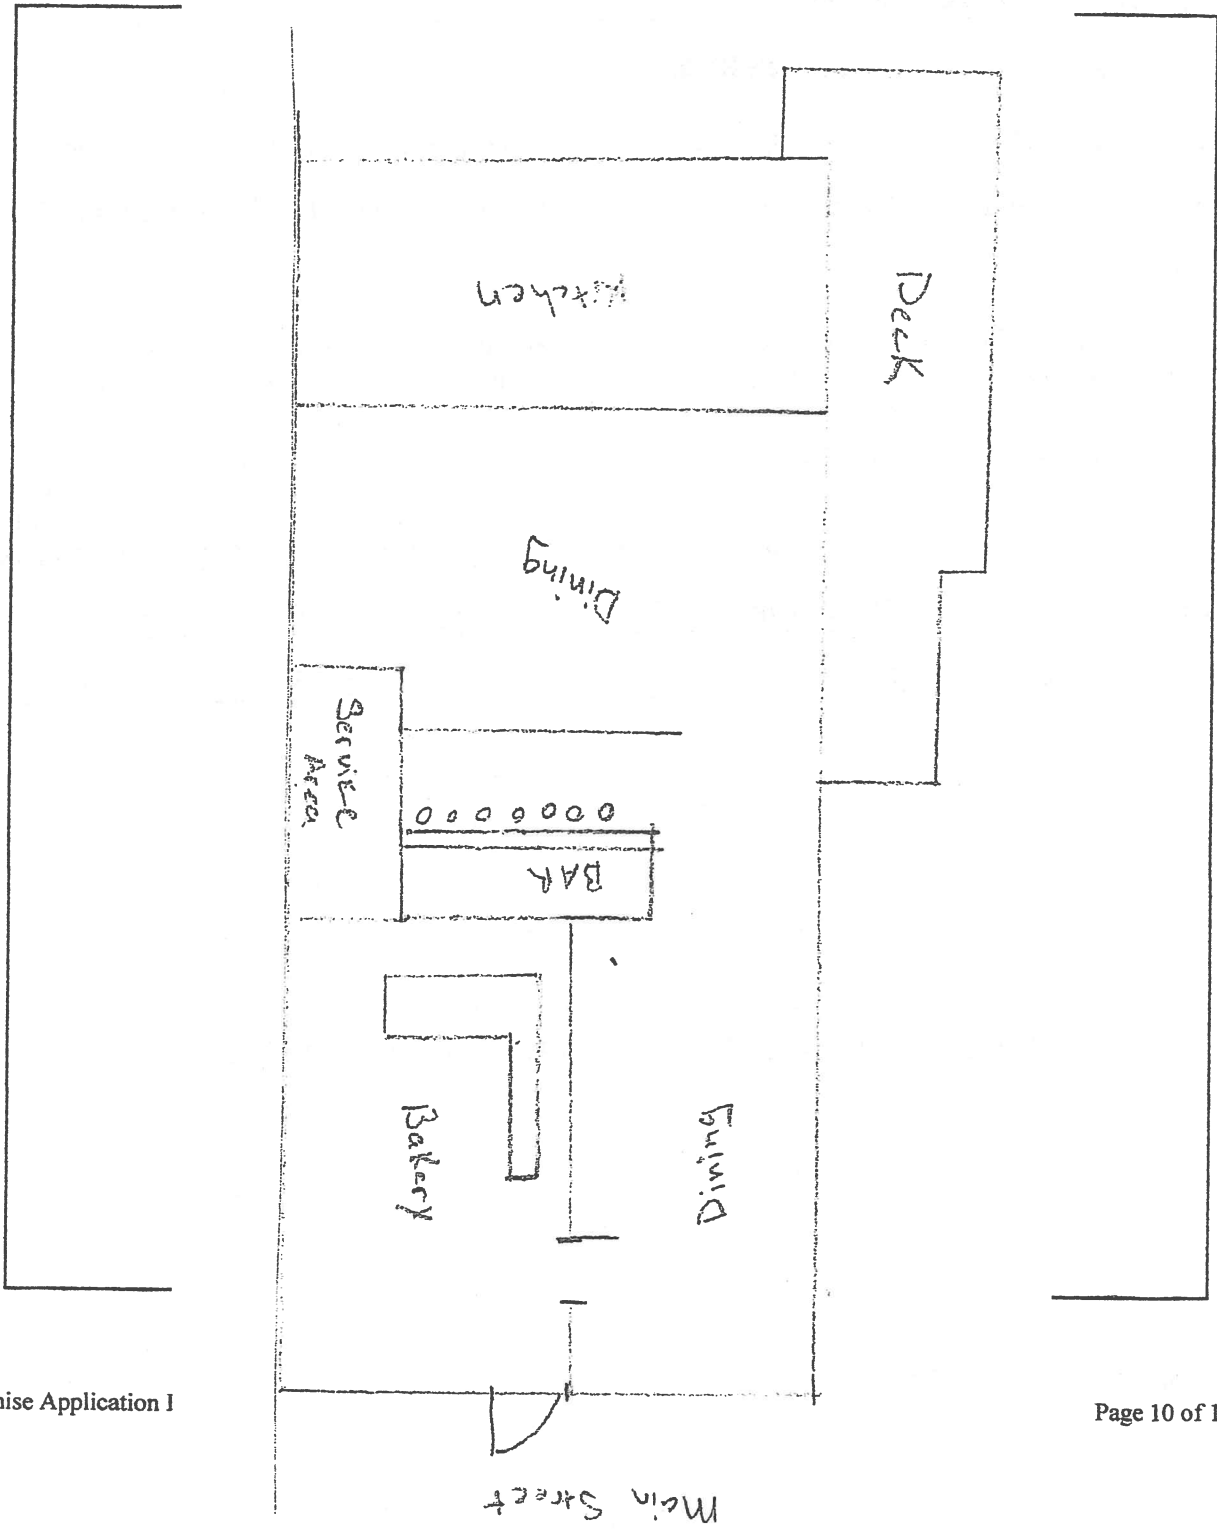 Kitchen
Deck
Dining
Service
Area
BAR
Bakery
Dining
Main Street
nise Application I
Page 10 of 1